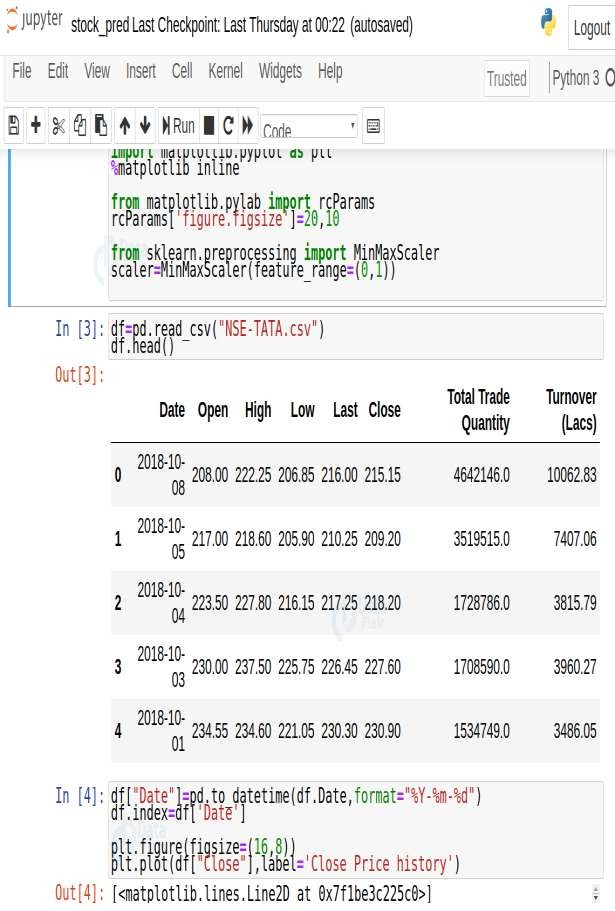 jupyter stock_pred Last Checkpoint: Last Thursday at 00:22 (autosaved)
Logout
File Edit View Insert Cell Kernel Widgets Help
Trusted Python 3
Run Code
import matplotlib.pyplot as plt
%matplotlib inline
from matplotlib.pylab import rcParams
rcParams['figure.figsize']=20,10
from sklearn.preprocessing import MinMaxScaler
scaler=MinMaxScaler(feature_range=(0,1))
In [3]: df=pd.read_csv("NSE-TATA.csv")
df.head()
Out[3]:
Date Open High Low Last Close Total Trade Quantity Turnover (Lacs)
0 2018-10-08 208.00 222.25 206.85 216.00 215.15 4642146.0 10062.83
1 2018-10-05 217.00 218.60 205.90 210.25 209.20 3519515.0 7407.06
2 2018-10-04 223.50 227.80 216.15 217.25 218.20 1728786.0 3815.79
3 2018-10-03 230.00 237.50 225.75 226.45 227.60 1708590.0 3960.27
4 2018-10-01 234.55 234.60 221.05 230.30 230.90 1534749.0 3486.05
In [4]: df["Date"]=pd.to_datetime(df.Date,format="%Y-%m-%d")
df.index=df['Date']
plt.figure(figsize=(16,8))
plt.plot(df["Close"],label='Close Price history')
Out[4]: [<matplotlib.lines.Line2D at 0x7f1be3c225c0>]